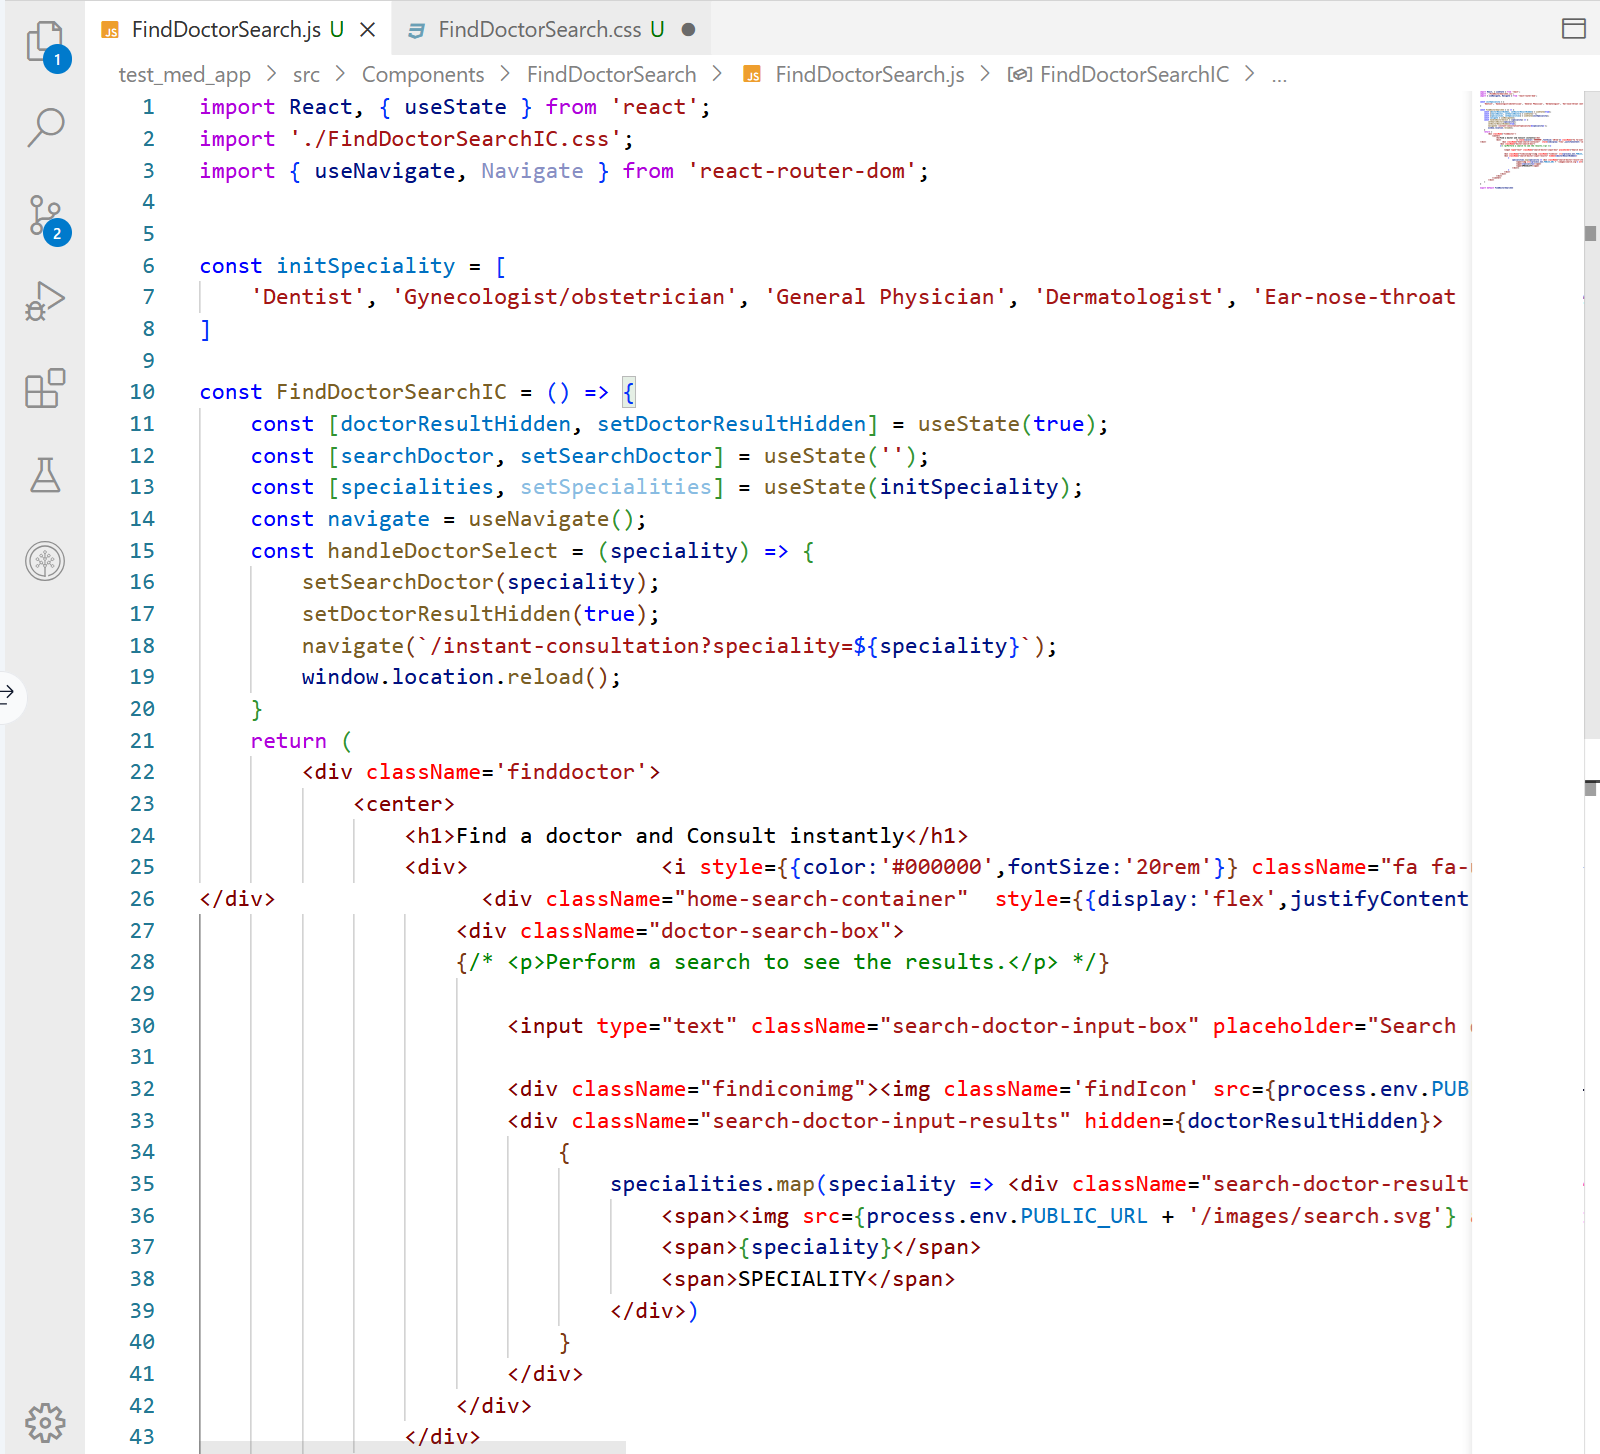 FindDoctorSearch.js U FindDoctorSearch.css U
test_med_app > src > Components > FindDoctorSearch > JS FindDoctorSearch.js > FindDoctorSearchIC > ...
1 import React, { useState } from 'react';
2 import './FindDoctorSearchIC.css';
3 import { useNavigate, Navigate } from 'react-router-dom';
4
5
6 const initSpeciality = [
7 'Dentist', 'Gynecologist/obstetrician', 'General Physician', 'Dermatologist', 'Ear-nose-throat
8 ]
9
10 const FindDoctorSearchIC = () => {
11 const [doctorResultHidden, setDoctorResultHidden] = useState(true);
12 const [searchDoctor, setSearchDoctor] = useState('');
13 const [specialities, setSpecialities] = useState(initSpeciality);
14 const navigate = useNavigate();
15 const handleDoctorSelect = (speciality) => {
16 setSearchDoctor(speciality);
17 setDoctorResultHidden(true);
18 navigate(`/instant-consultation?speciality=${speciality}`);
19 window.location.reload();
20 }
21 return (
22 <div className='finddoctor'>
23 <center>
24 <h1>Find a doctor and Consult instantly</h1>
25 <div> <i style={{color:'#000000',fontSize:'20rem'}} className="fa fa-
26 </div> <div className="home-search-container" style={{display:'flex',justifyContent
27 <div className="doctor-search-box">
28 {/* <p>Perform a search to see the results.</p> */}
29
30 <input type="text" className="search-doctor-input-box" placeholder="Search
31
32 <div className="findiconimg"><img className='findIcon' src={process.env.PUB
33 <div className="search-doctor-input-results" hidden={doctorResultHidden}>
34 {
35 specialities.map(speciality => <div className="search-doctor-result
36 <span><img src={process.env.PUBLIC_URL + '/images/search.svg'}
37 <span>{speciality}</span>
38 <span>SPECIALITY</span>
39 </div>)
40 }
41 </div>
42 </div>
43 </div>
1
2